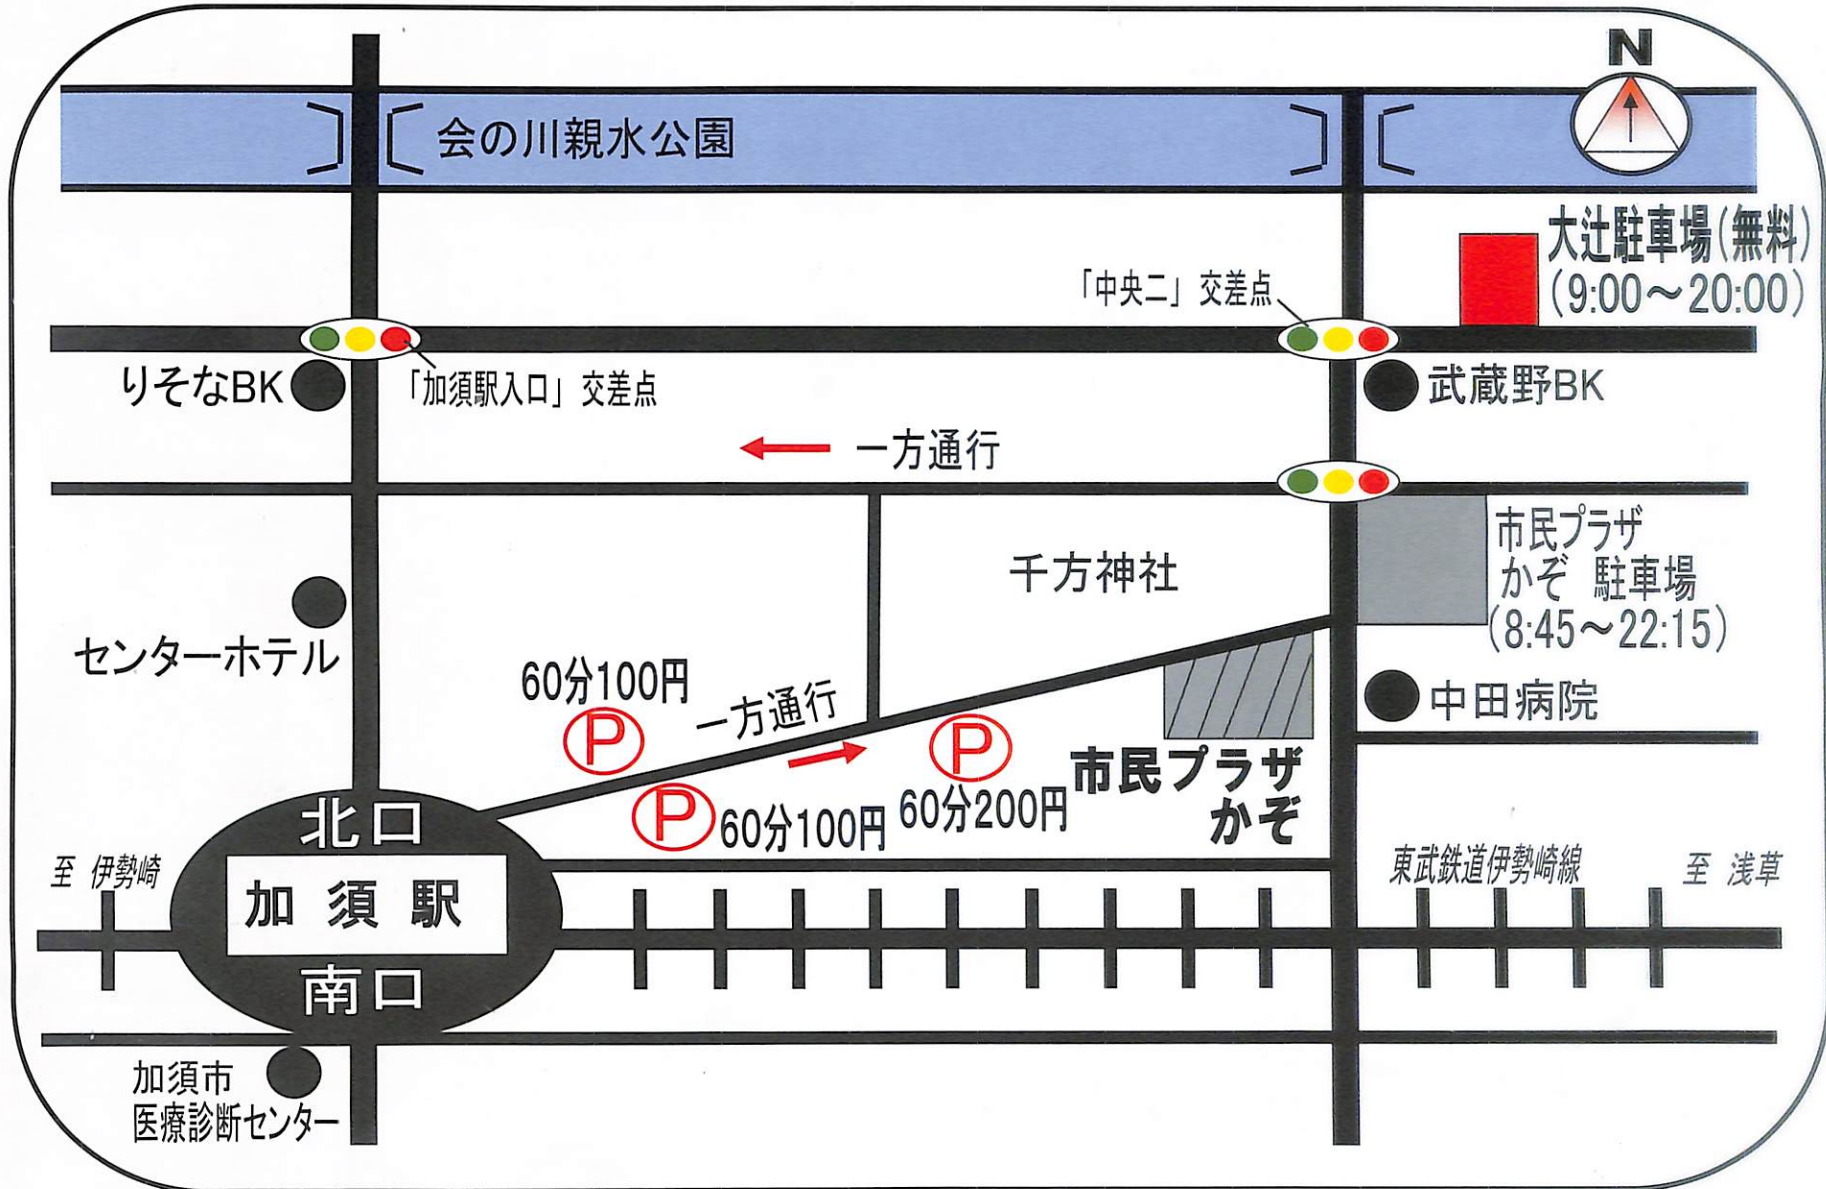 N
会の川親水公園
大辻駐車場(無料)
(9:00～20:00)
「中央二」交差点
りそなBK
「加須駅入口」交差点
武蔵野BK
一方通行
市民プラザ
かぞ 駐車場
(8:45～22:15)
千方神社
センターホテル
60分100円
P
一方通行
P
60分100円
P
60分200円
中田病院
市民プラザ
かぞ
北口
至 伊勢崎
加須駅
東武鉄道伊勢崎線
至 浅草
南口
加須市
医療診断センター